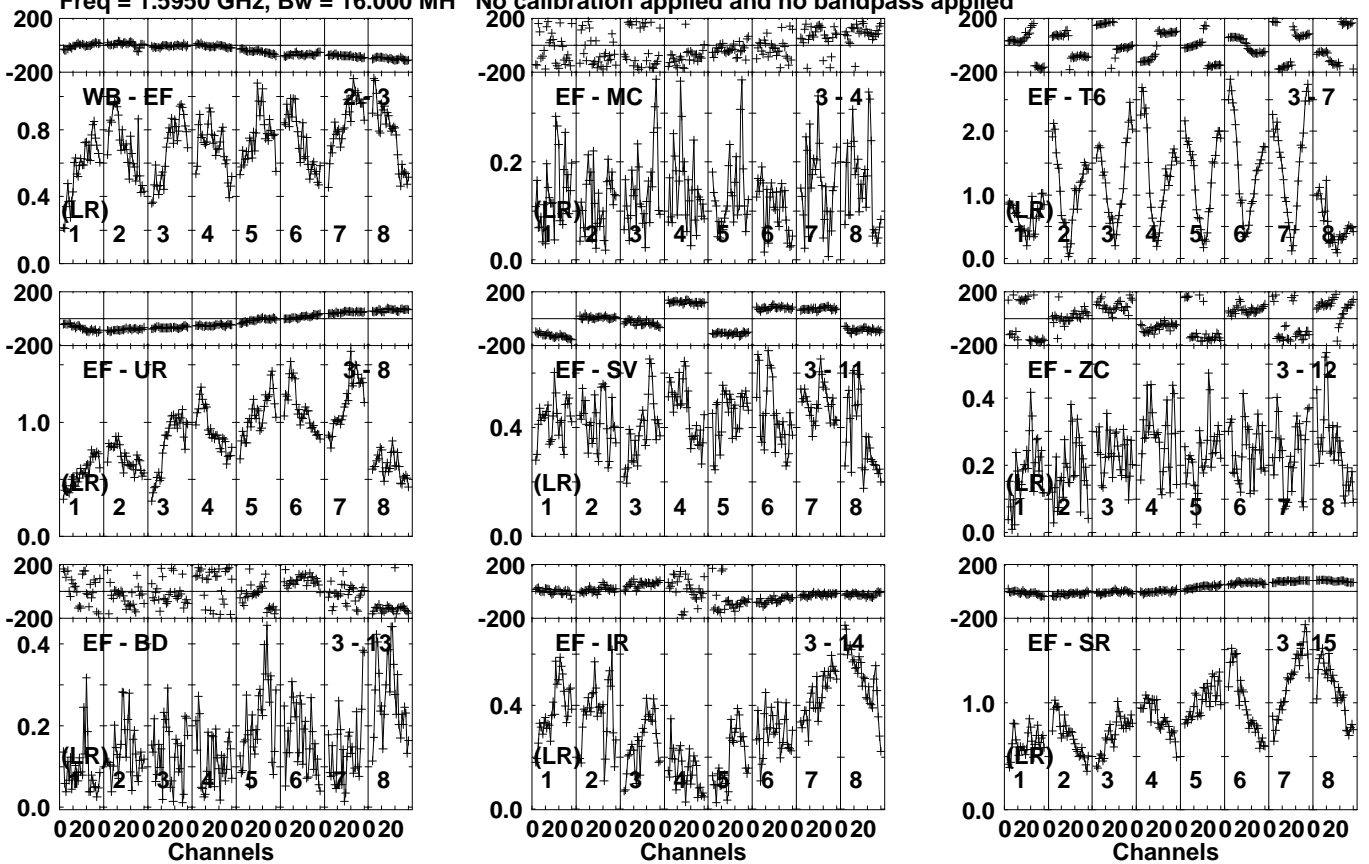 Freq = 1.5950 GHz, Bw = 16.000 MH   No calibration applied and no bandpass applied
200
-200
WB - EF 2 - 3
0.8
0.4
0.0
(LR)
1 2 3 4 5 6 7 8
200
-200
EF - MC 3 - 4
0.2
0.0
(LR)
1 2 3 4 5 6 7 8
200
-200
EF - T6 3 - 7
2.0
1.0
0.0
(LR)
1 2 3 4 5 6 7 8
200
-200
EF - UR 3 - 8
1.0
(LR)
1 2 3 4 5 6 7 8
200
-200
EF - SV 3 - 11
0.4
0.0
(LR)
1 2 3 4 5 6 7 8
200
-200
EF - ZC 3 - 12
0.4
0.2
0.0
(LR)
1 2 3 4 5 6 7 8
200
-200
EF - BD 3 - 13
0.4
0.2
0.0
(LR)
1 2 3 4 5 6 7 8
0 20 0 20 0 20 0 20 0 20 0 20 0 20 0 20
Channels
200
-200
EF - IR 3 - 14
0.4
0.0
(LR)
1 2 3 4 5 6 7 8
0 20 0 20 0 20 0 20 0 20 0 20 0 20 0 20
Channels
200
-200
EF - SR 3 - 15
1.0
0.0
(LR)
1 2 3 4 5 6 7 8
0 20 0 20 0 20 0 20 0 20 0 20 0 20 0 20
Channels